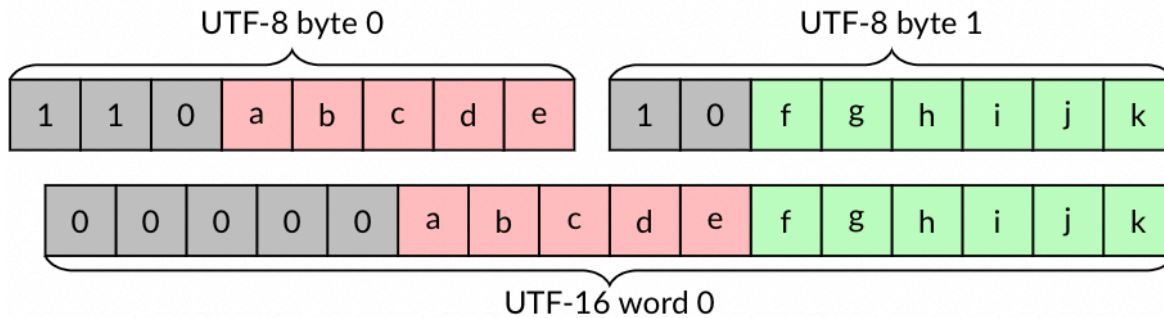 UTF-8 byte 0 UTF-8 byte 1
1 1 0 a b c d e 1 0 f g h i j k
0 0 0 0 0 a b c d e f g h i j k
UTF-16 word 0